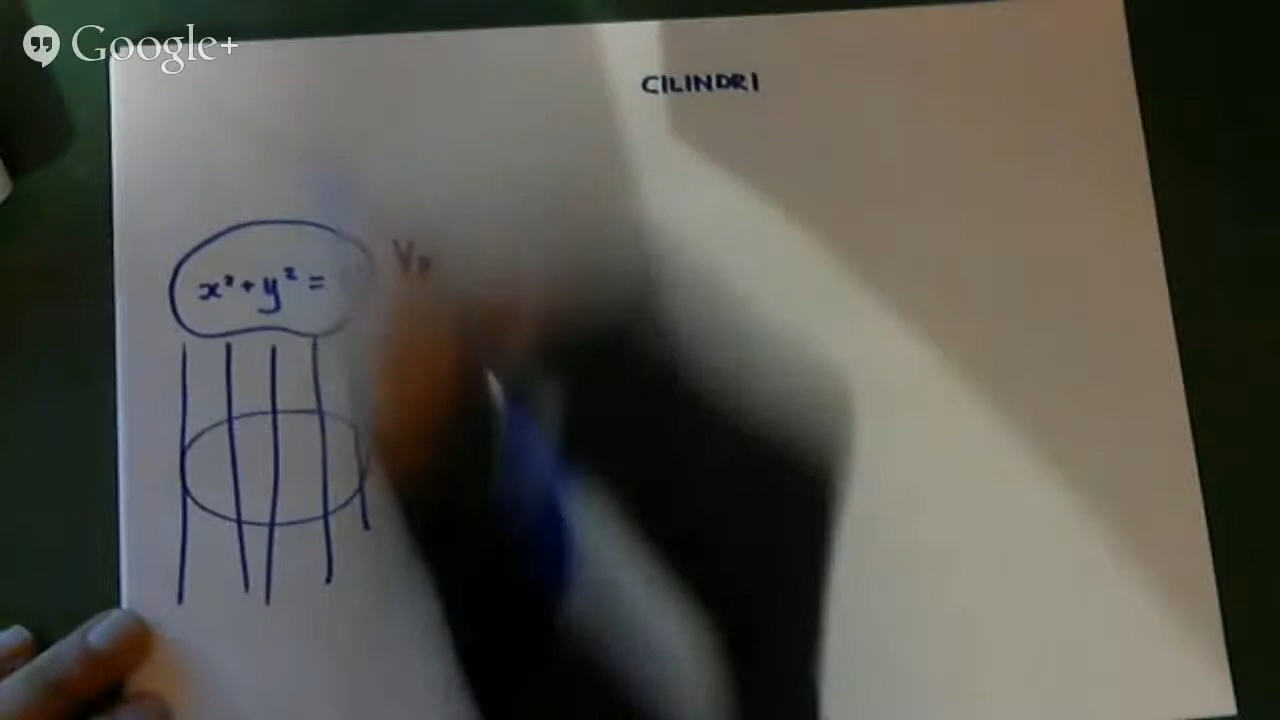 Google+
CILINDRI
x² + y² =